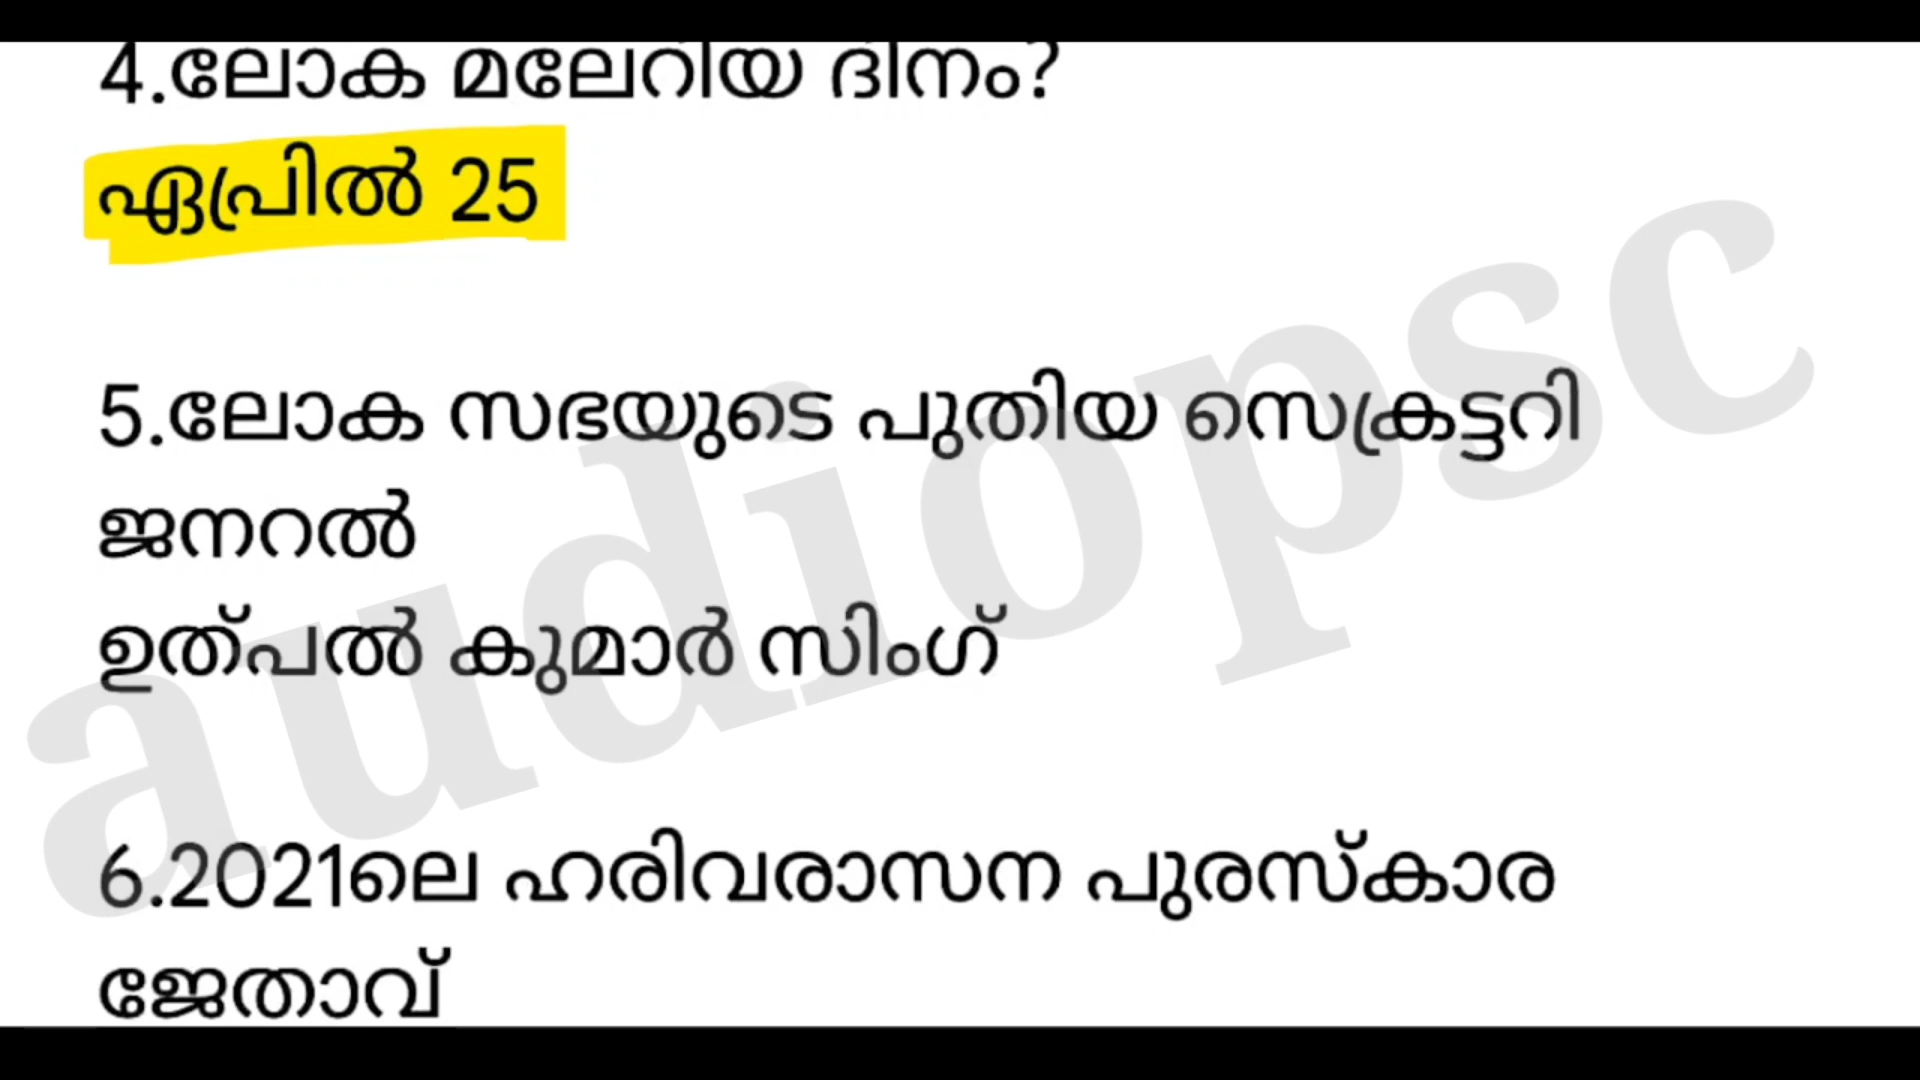 4.ലോക മലേറിയ ദിനം?
ഏപ്രിൽ 25
5.ലോക സഭയുടെ പുതിയ സെക്രട്ടറി
ജനറൽ
ഉത്പൽ കുമാർ സിംഗ്
6.2021ലെ ഹരിവരാസന പുരസ്കാര
ജേതാവ്
audiopsc